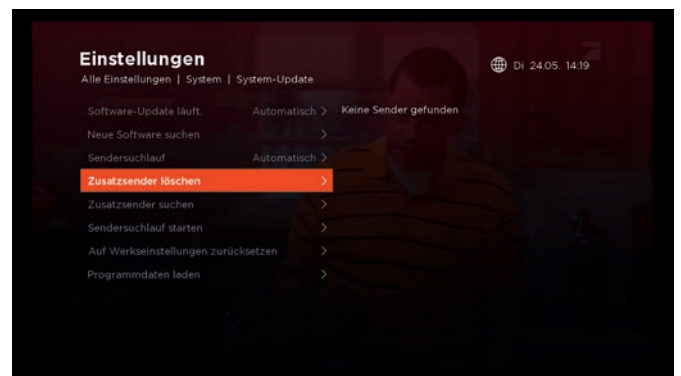 Einstellungen
Di 24.05. 14:19
Alle Einstellungen | System | System-Update
Software-Update läuft. Automatisch > Keine Sender gefunden
Neue Software suchen >
Sendersuchlauf Automatisch >
Zusatzsender löschen >
Zusatzsender suchen >
Sendersuchlauf starten >
Auf Werkseinstellungen zurücksetzen >
Programmdaten laden >